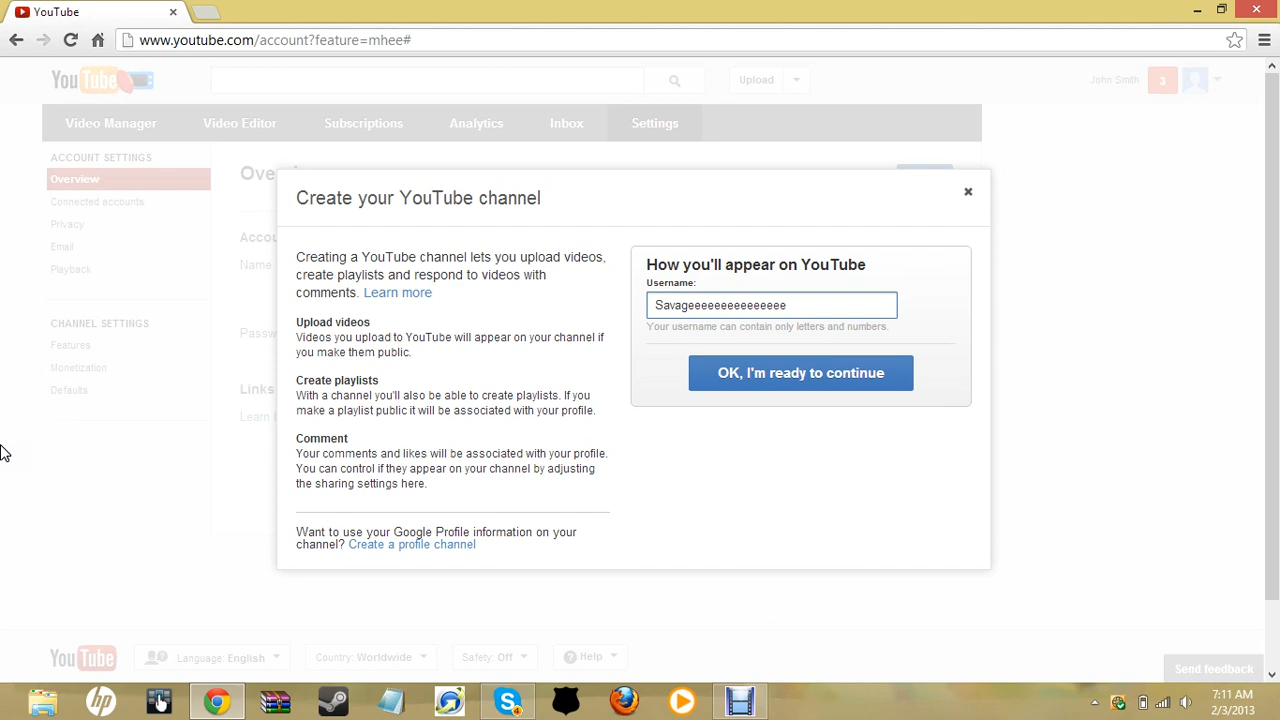 YouTube
www.youtube.com/account?feature=mhee#
YouTube
Upload
John Smith
3
Video Manager
Video Editor
Subscriptions
Analytics
Inbox
Settings
ACCOUNT SETTINGS
Overview
Connected accounts
Privacy
Email
Playback
CHANNEL SETTINGS
Features
Monetization
Defaults
Name
Create your YouTube channel
Creating a YouTube channel lets you upload videos,
create playlists and respond to videos with
comments. Learn more
Upload videos
Videos you upload to YouTube will appear on your channel if
you make them public.
Create playlists
With a channel you'll also be able to create playlists. If you
make a playlist public it will be associated with your profile.
Comment
Your comments and likes will be associated with your profile.
You can control if they appear on your channel by adjusting
the sharing settings here.
Want to use your Google Profile information on your
channel? Create a profile channel
How you'll appear on YouTube
Username:
Savageeeeeeeeeeeeeee
Your username can contain only letters and numbers.
OK, I'm ready to continue
YouTube
Language: English
Country: Worldwide
Safety: Off
Help
Send feedback
hp
7:11 AM
2/3/2013